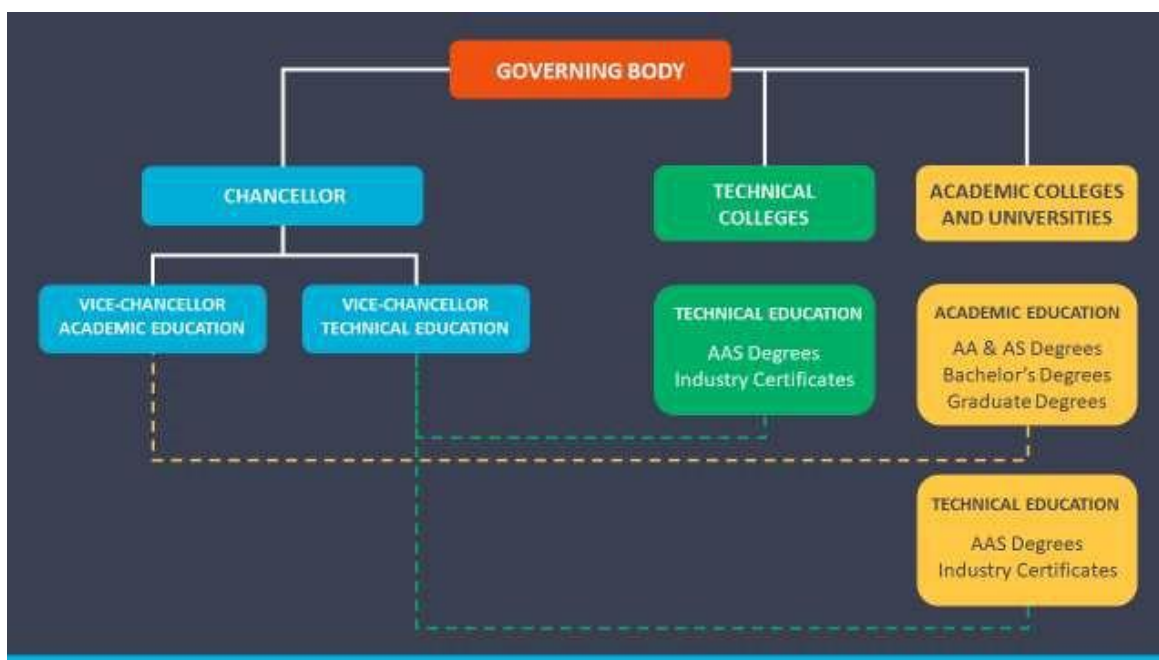 GOVERNING BODY
CHANCELLOR
TECHNICAL
COLLEGES
ACADEMIC COLLEGES
AND UNIVERSITIES
VICE-CHANCELLOR
ACADEMIC EDUCATION
VICE-CHANCELLOR
TECHNICAL EDUCATION
TECHNICAL EDUCATION
AAS Degrees
Industry Certificates
ACADEMIC EDUCATION
AA & AS Degrees
Bachelor's Degrees
Graduate Degrees
TECHNICAL EDUCATION
AAS Degrees
Industry Certificates